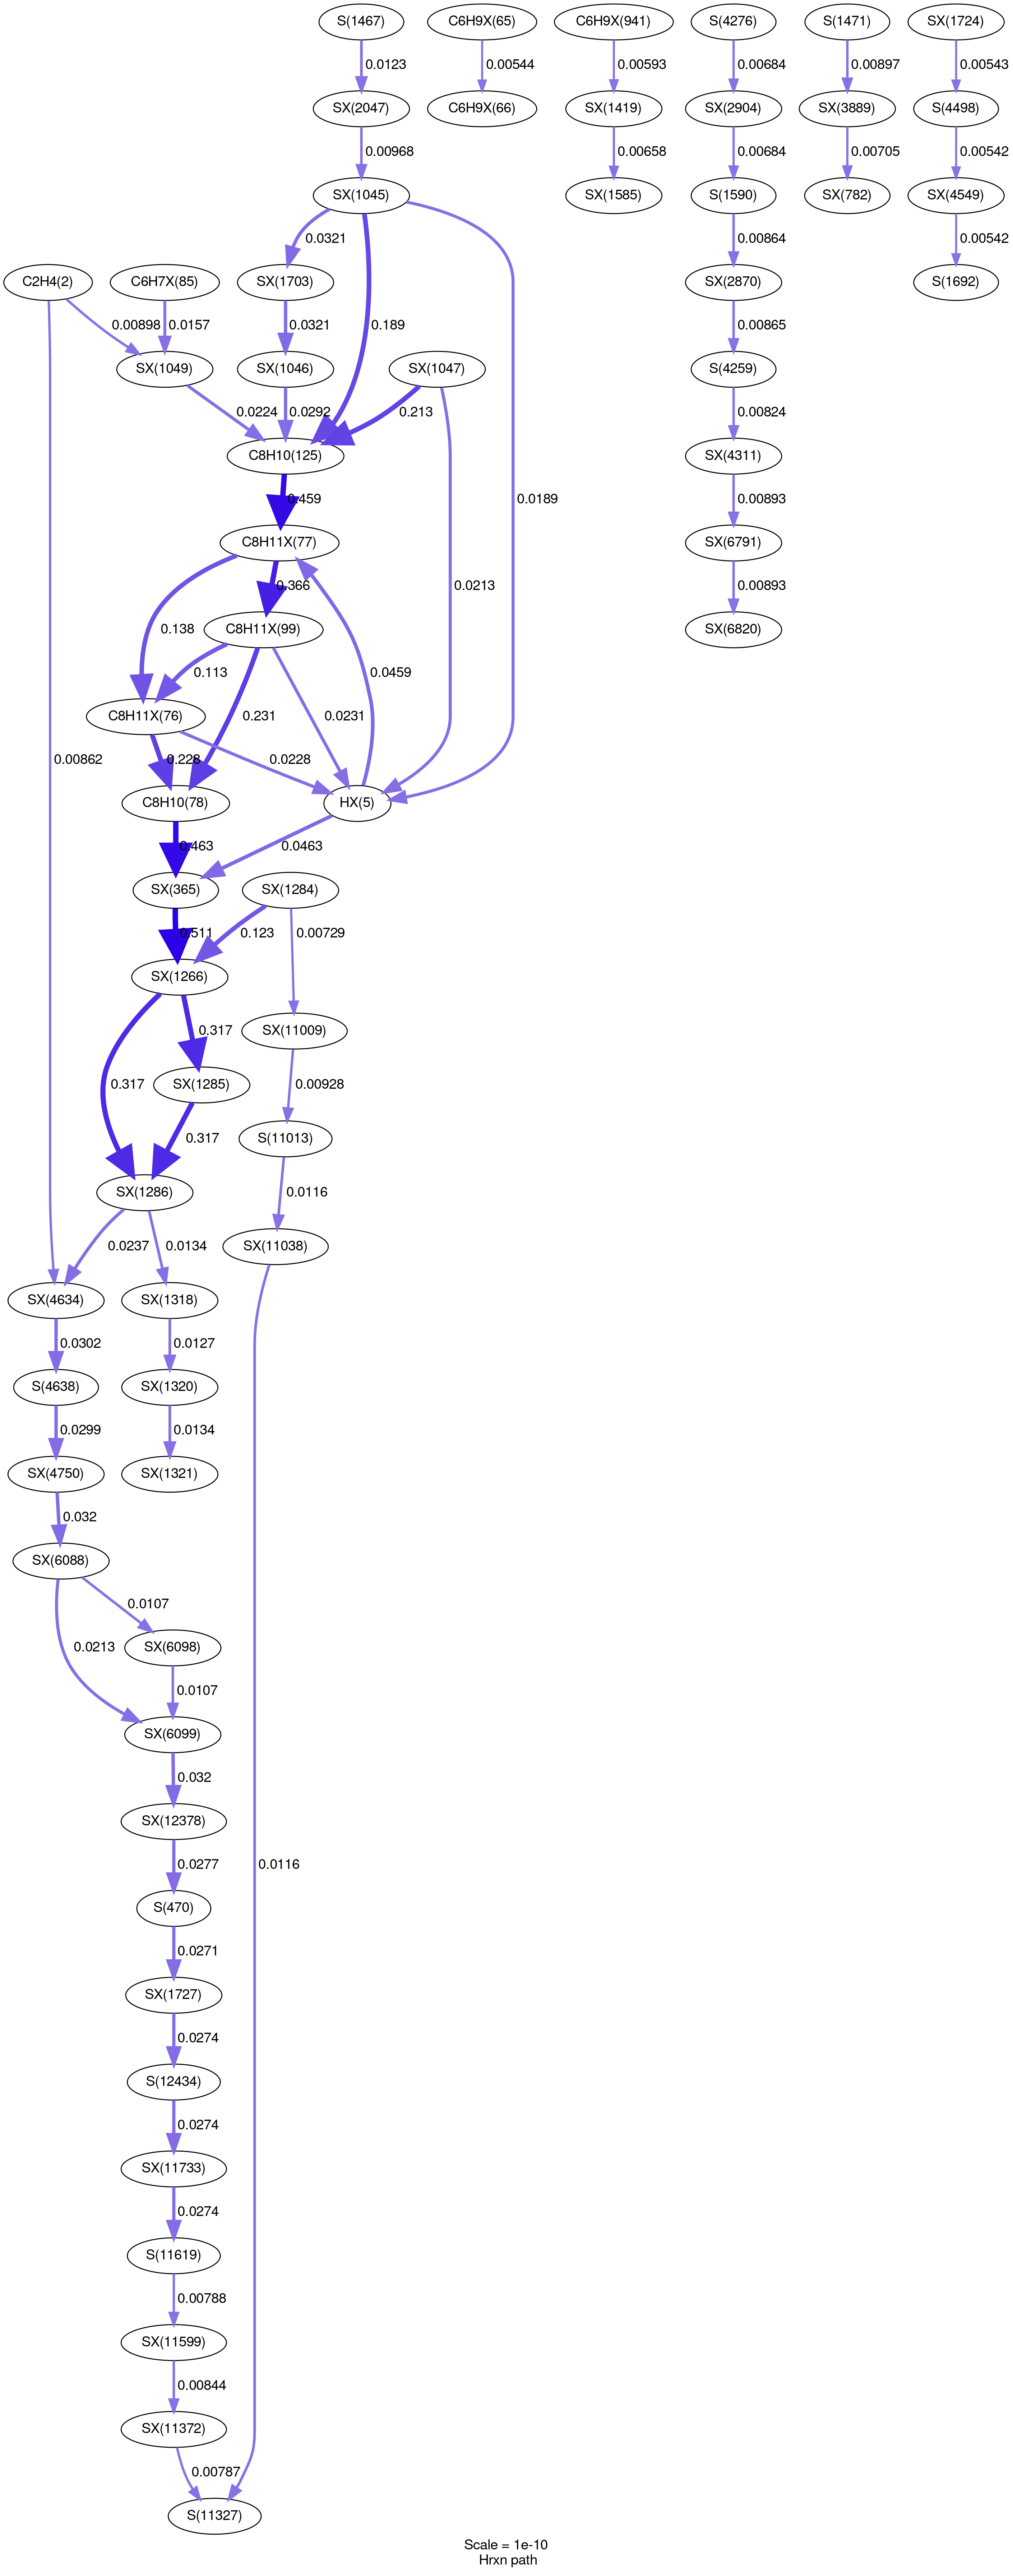 S(1467)
C6H9X(65)
C6H9X(941)
S(4276)
S(1471)
SX(1724)
0.0123
0.00544
0.00593
0.00684
0.00897
0.00543
SX(2047)
C6H9X(66)
SX(1419)
SX(2904)
SX(3889)
S(4498)
0.00968
0.00658
0.00684
0.00705
0.00542
SX(1045)
SX(1585)
S(1590)
SX(782)
SX(4549)
0.0321
0.00864
0.00542
C2H4(2)
C6H7X(85)
SX(1703)
SX(2870)
S(1692)
0.00898
0.0157
0.0321
0.189
0.00865
SX(1049)
SX(1046)
SX(1047)
S(4259)
0.0224
0.0292
0.213
0.00824
C8H10(125)
SX(4311)
0.459
0.0189
0.00893
C8H11X(77)
SX(6791)
0.366
0.0213
0.00893
0.138
C8H11X(99)
SX(6820)
0.113
0.0459
C8H11X(76)
0.231
0.0231
0.00862
0.228
0.0228
C8H10(78)
HX(5)
0.463
0.0463
SX(365)
SX(1284)
0.511
0.123
0.00729
SX(1266)
SX(11009)
0.317
0.317
0.00928
SX(1285)
0.317
S(11013)
SX(1286)
0.0116
0.0237
0.0134
SX(11038)
SX(4634)
SX(1318)
0.0302
0.0127
S(4638)
SX(1320)
0.0299
0.0134
SX(4750)
SX(1321)
0.032
SX(6088)
0.0107
0.0213
SX(6098)
0.0107
SX(6099)
0.032
SX(12378)
0.0277
0.0116
S(470)
0.0271
SX(1727)
0.0274
S(12434)
0.0274
SX(11733)
0.0274
S(11619)
0.00788
SX(11599)
0.00844
SX(11372)
0.00787
S(11327)
Scale = 1e-10
Hrxn path